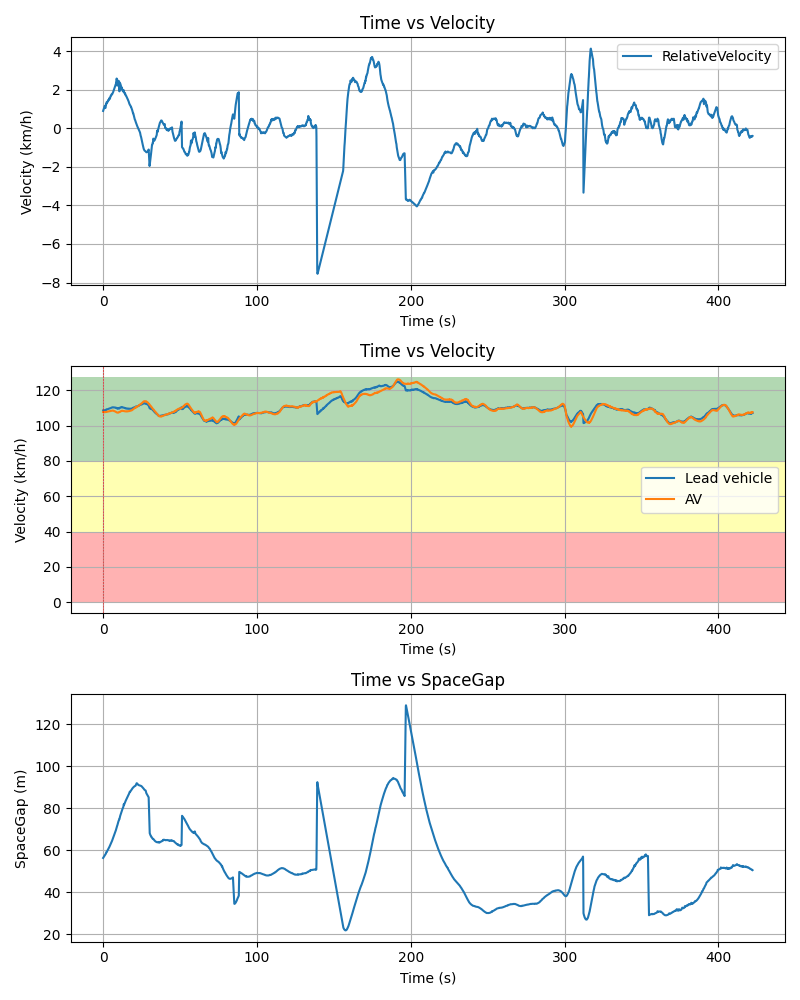 Time vs Velocity
4
2
0
−2
−4
−6
−8
Velocity (km/h)
RelativeVelocity
0 100 200 300 400
Time (s)
Time vs Velocity
120
100
80
60
40
20
0
Velocity (km/h)
Lead vehicle
AV
0 100 200 300 400
Time (s)
Time vs SpaceGap
120
100
80
60
40
20
SpaceGap (m)
0 100 200 300 400
Time (s)